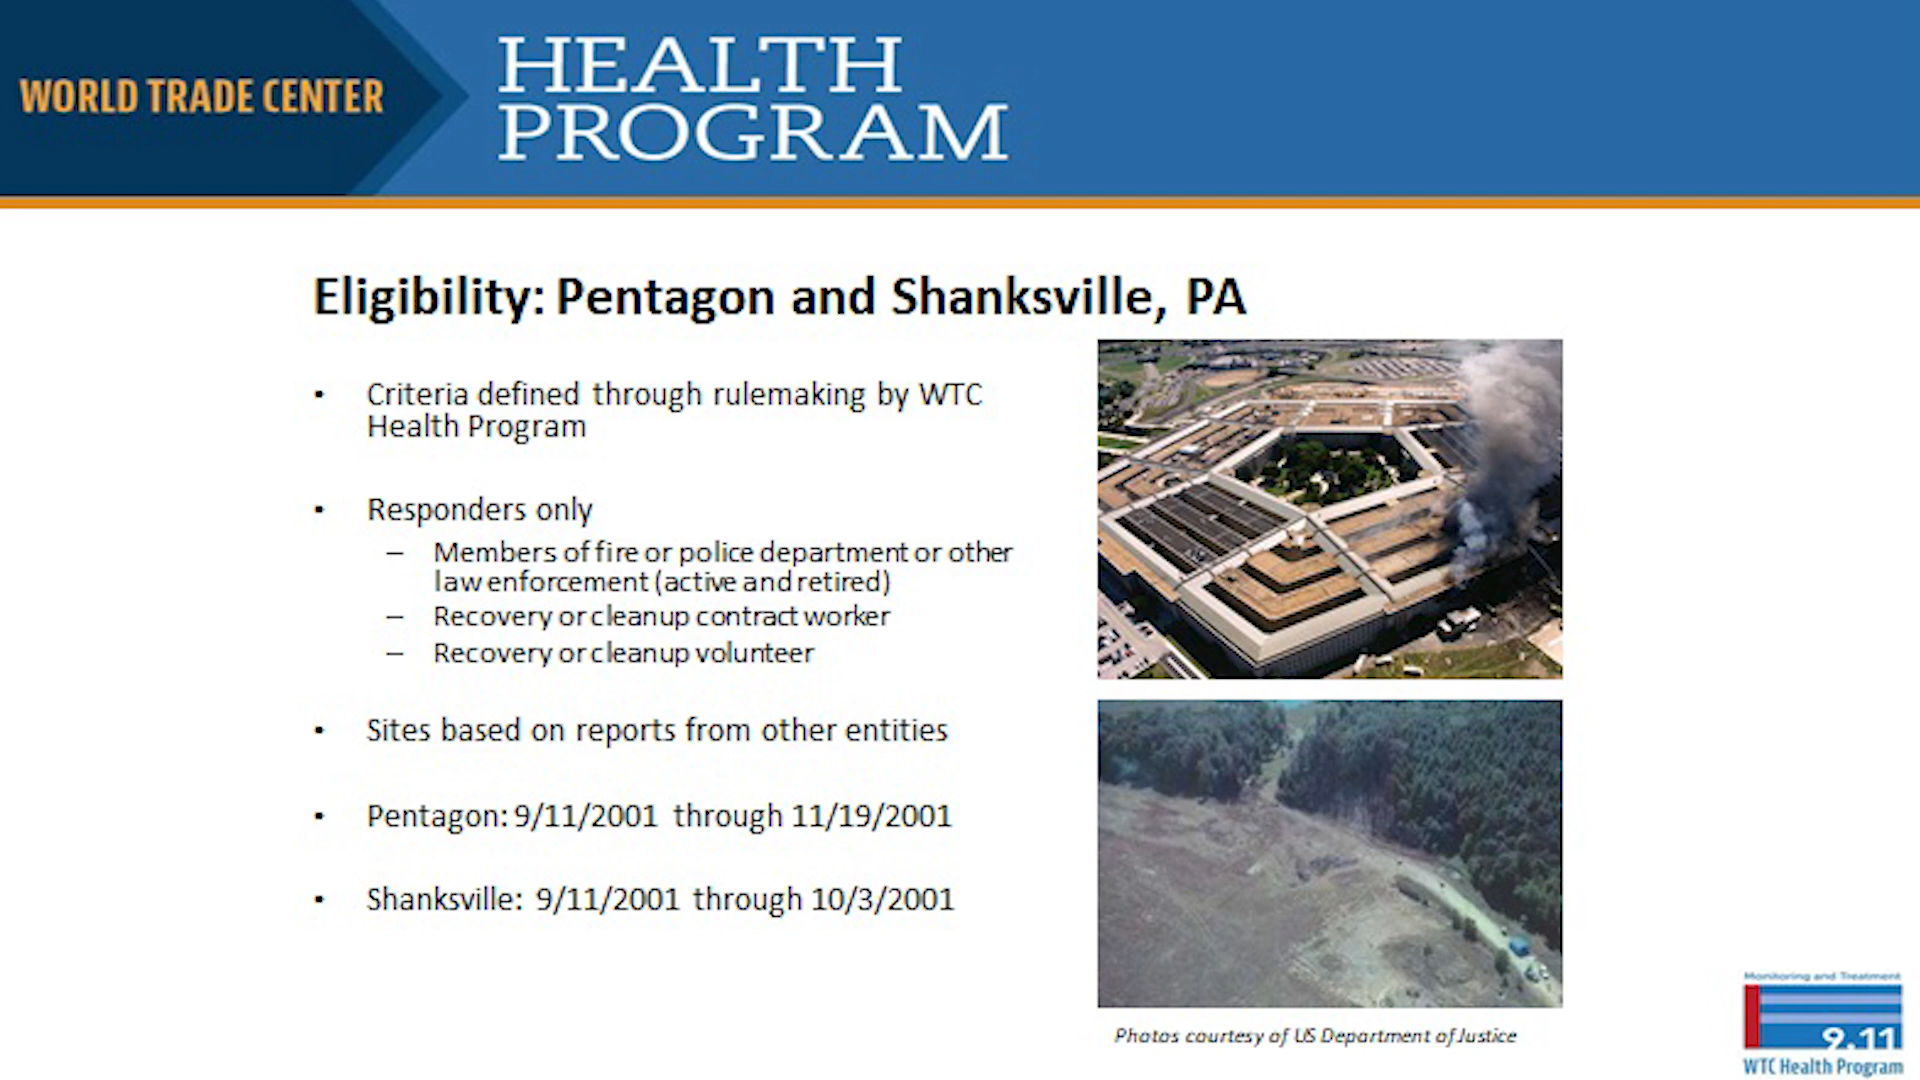 WORLD TRADE CENTER
HEALTH
PROGRAM
Eligibility: Pentagon and Shanksville, PA
• Criteria defined through rulemaking by WTC
Health Program
• Responders only
– Members of fire or police department or other
law enforcement (active and retired)
– Recovery or cleanup contract worker
– Recovery or cleanup volunteer
• Sites based on reports from other entities
• Pentagon: 9/11/2001 through 11/19/2001
• Shanksville: 9/11/2001 through 10/3/2001
Photos courtesy of US Department of Justice
Monitoring and Treatment
9.11
WTC Health Program